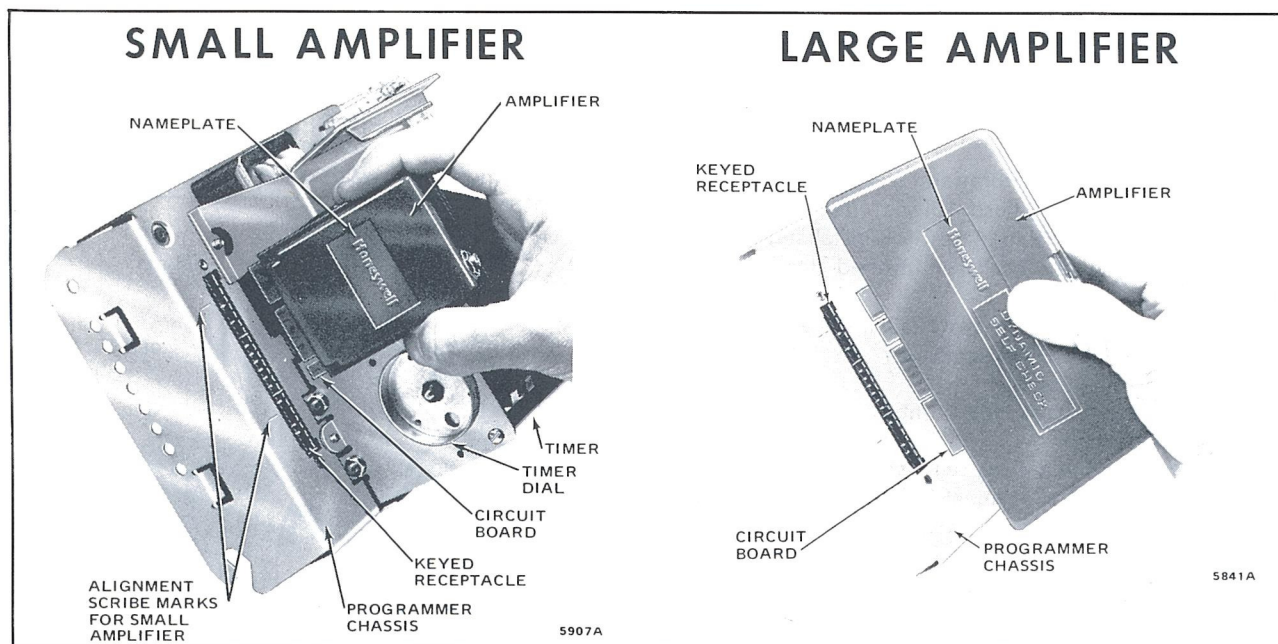 SMALL AMPLIFIER
NAMEPLATE
AMPLIFIER
Honeywell
TIMER
TIMER
DIAL
CIRCUIT
BOARD
KEYED
RECEPTACLE
PROGRAMMER
CHASSIS
ALIGNMENT
SCRIBE MARKS
FOR SMALL
AMPLIFIER
5907A
LARGE AMPLIFIER
NAMEPLATE
KEYED
RECEPTACLE
AMPLIFIER
Honeywell
DYNAMIC
SELF CHECK
CIRCUIT
BOARD
PROGRAMMER
CHASSIS
5841A